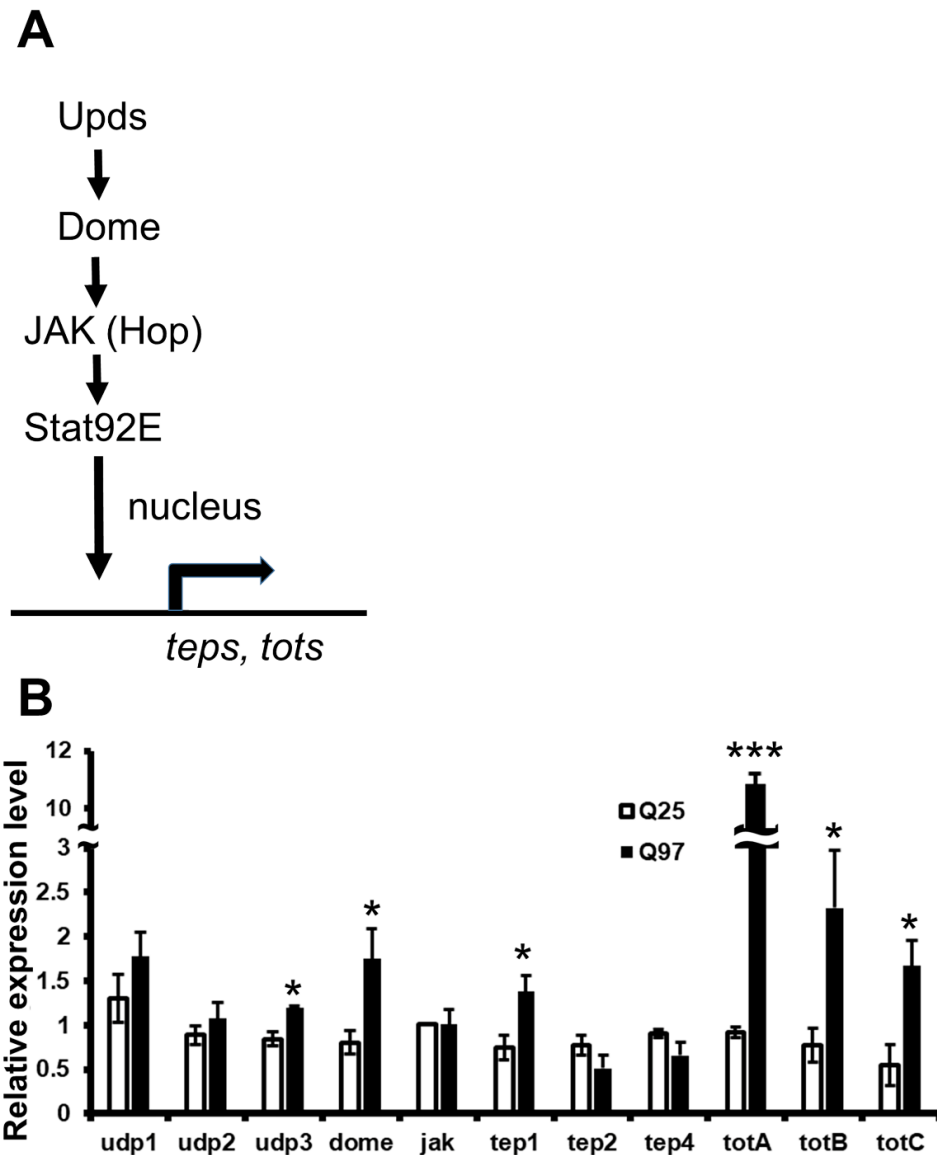 A
Upds
Dome
JAK (Hop)
Stat92E
nucleus
teps, tots
B
Relative expression level
12
10
3
2.5
2
1.5
1
0.5
0
Q25
Q97
*
*
*
***
*
*
udp1 udp2 udp3 dome jak tep1 tep2 tep4 totA totB totC